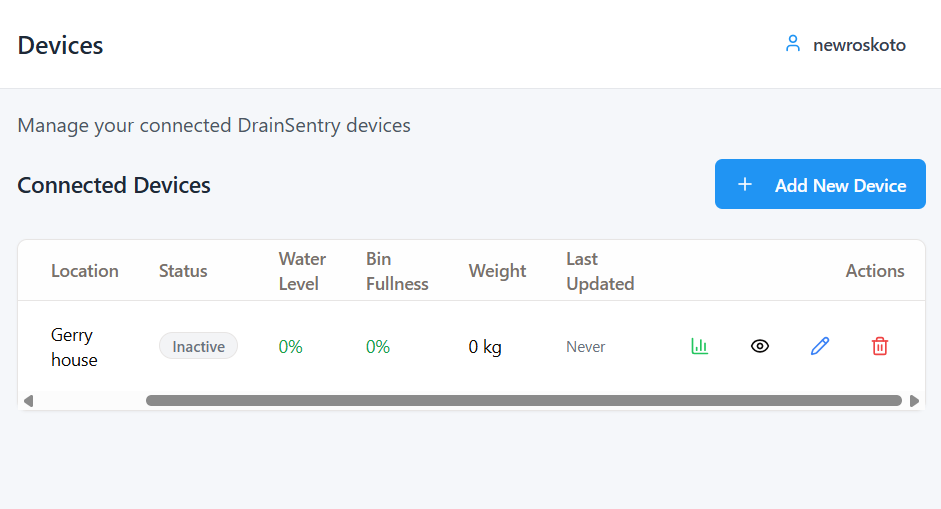 Devices
newroskoto
Manage your connected DrainSentry devices
Connected Devices
Add New Device
Location Status Water Level Bin Fullness Weight Last Updated Actions
Gerry house Inactive 0% 0% 0 kg Never